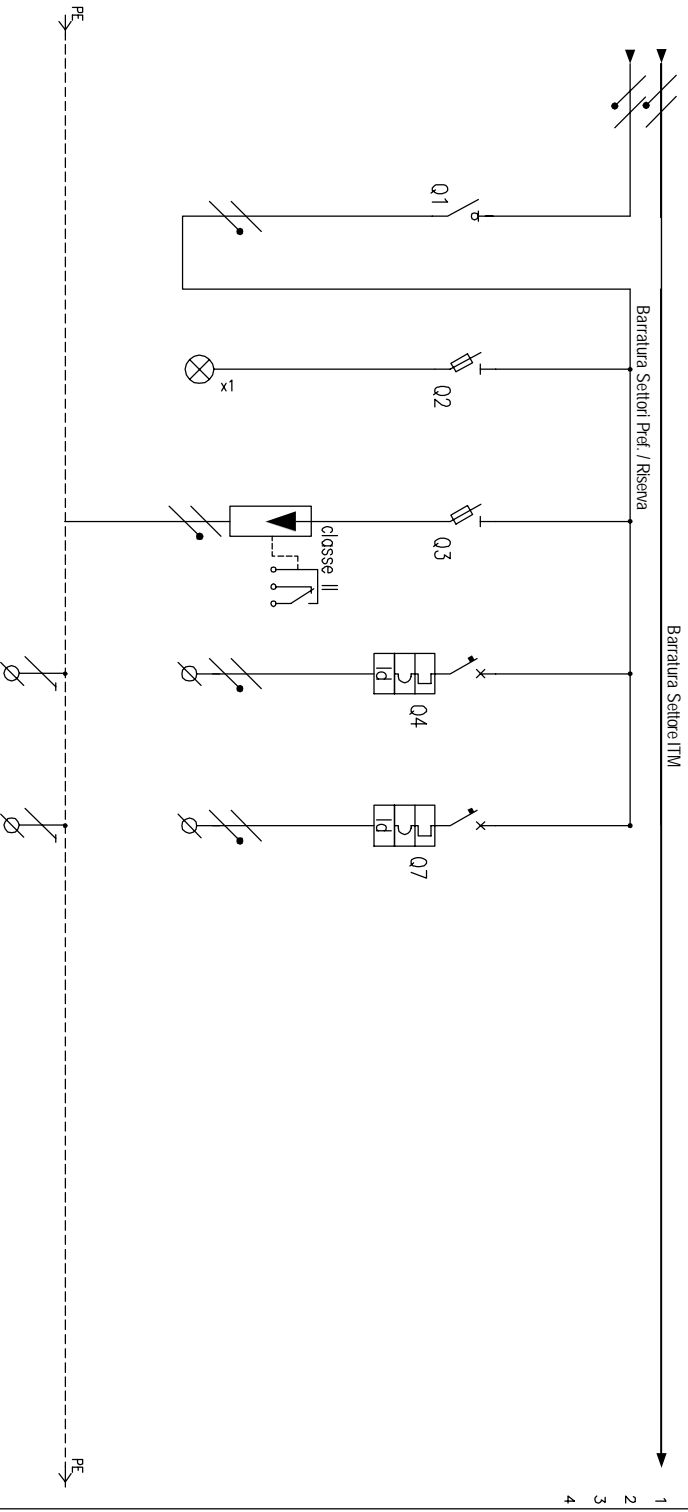 1
2
3
4
Barratura Settore ITM
Barratura Settori Pref. / Riserva
Q1
Q2
Q3
Q4
Q7
Id
Id
x1
classe II
PE
PE